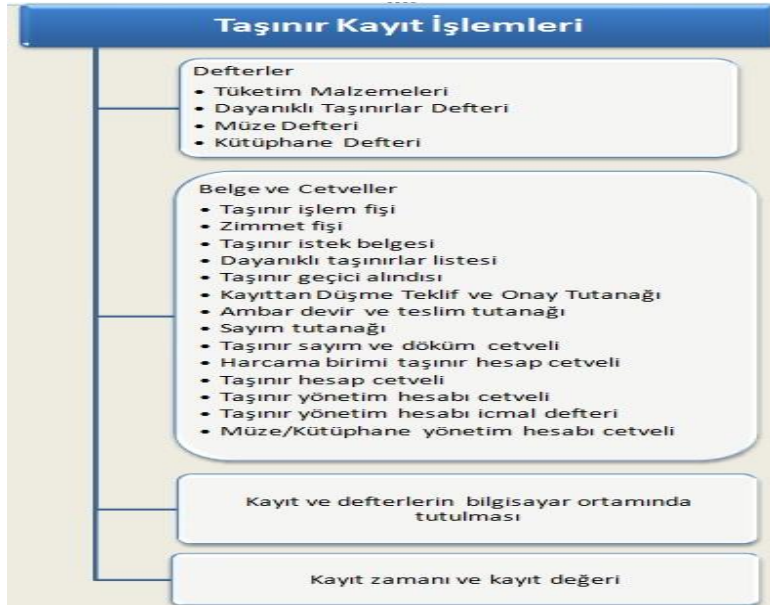 Taşınır Kayıt İşlemleri
Defterler
• Tüketim Malzemeleri
• Dayanıklı Taşınırlar Defteri
• Müze Defteri
• Kütüphane Defteri
Belge ve Cetveller
• Taşınır işlem fişi
• Zimmet fişi
• Taşınır istek belgesi
• Dayanıklı taşınırlar listesi
• Taşınır geçici alındısı
• Kayıttan Düşme Teklif ve Onay Tutanağı
• Ambar devir ve teslim tutanağı
• Sayım tutanağı
• Taşınır sayım ve döküm cetveli
• Harcama birimi taşınır hesap cetveli
• Taşınır hesap cetveli
• Taşınır yönetim hesabı cetveli
• Taşınır yönetim hesabı icmal defteri
• Müze/Kütüphane yönetim hesabı cetveli
Kayıt ve defterlerin bilgisayar ortamında
tutulması
Kayıt zamanı ve kayıt değeri